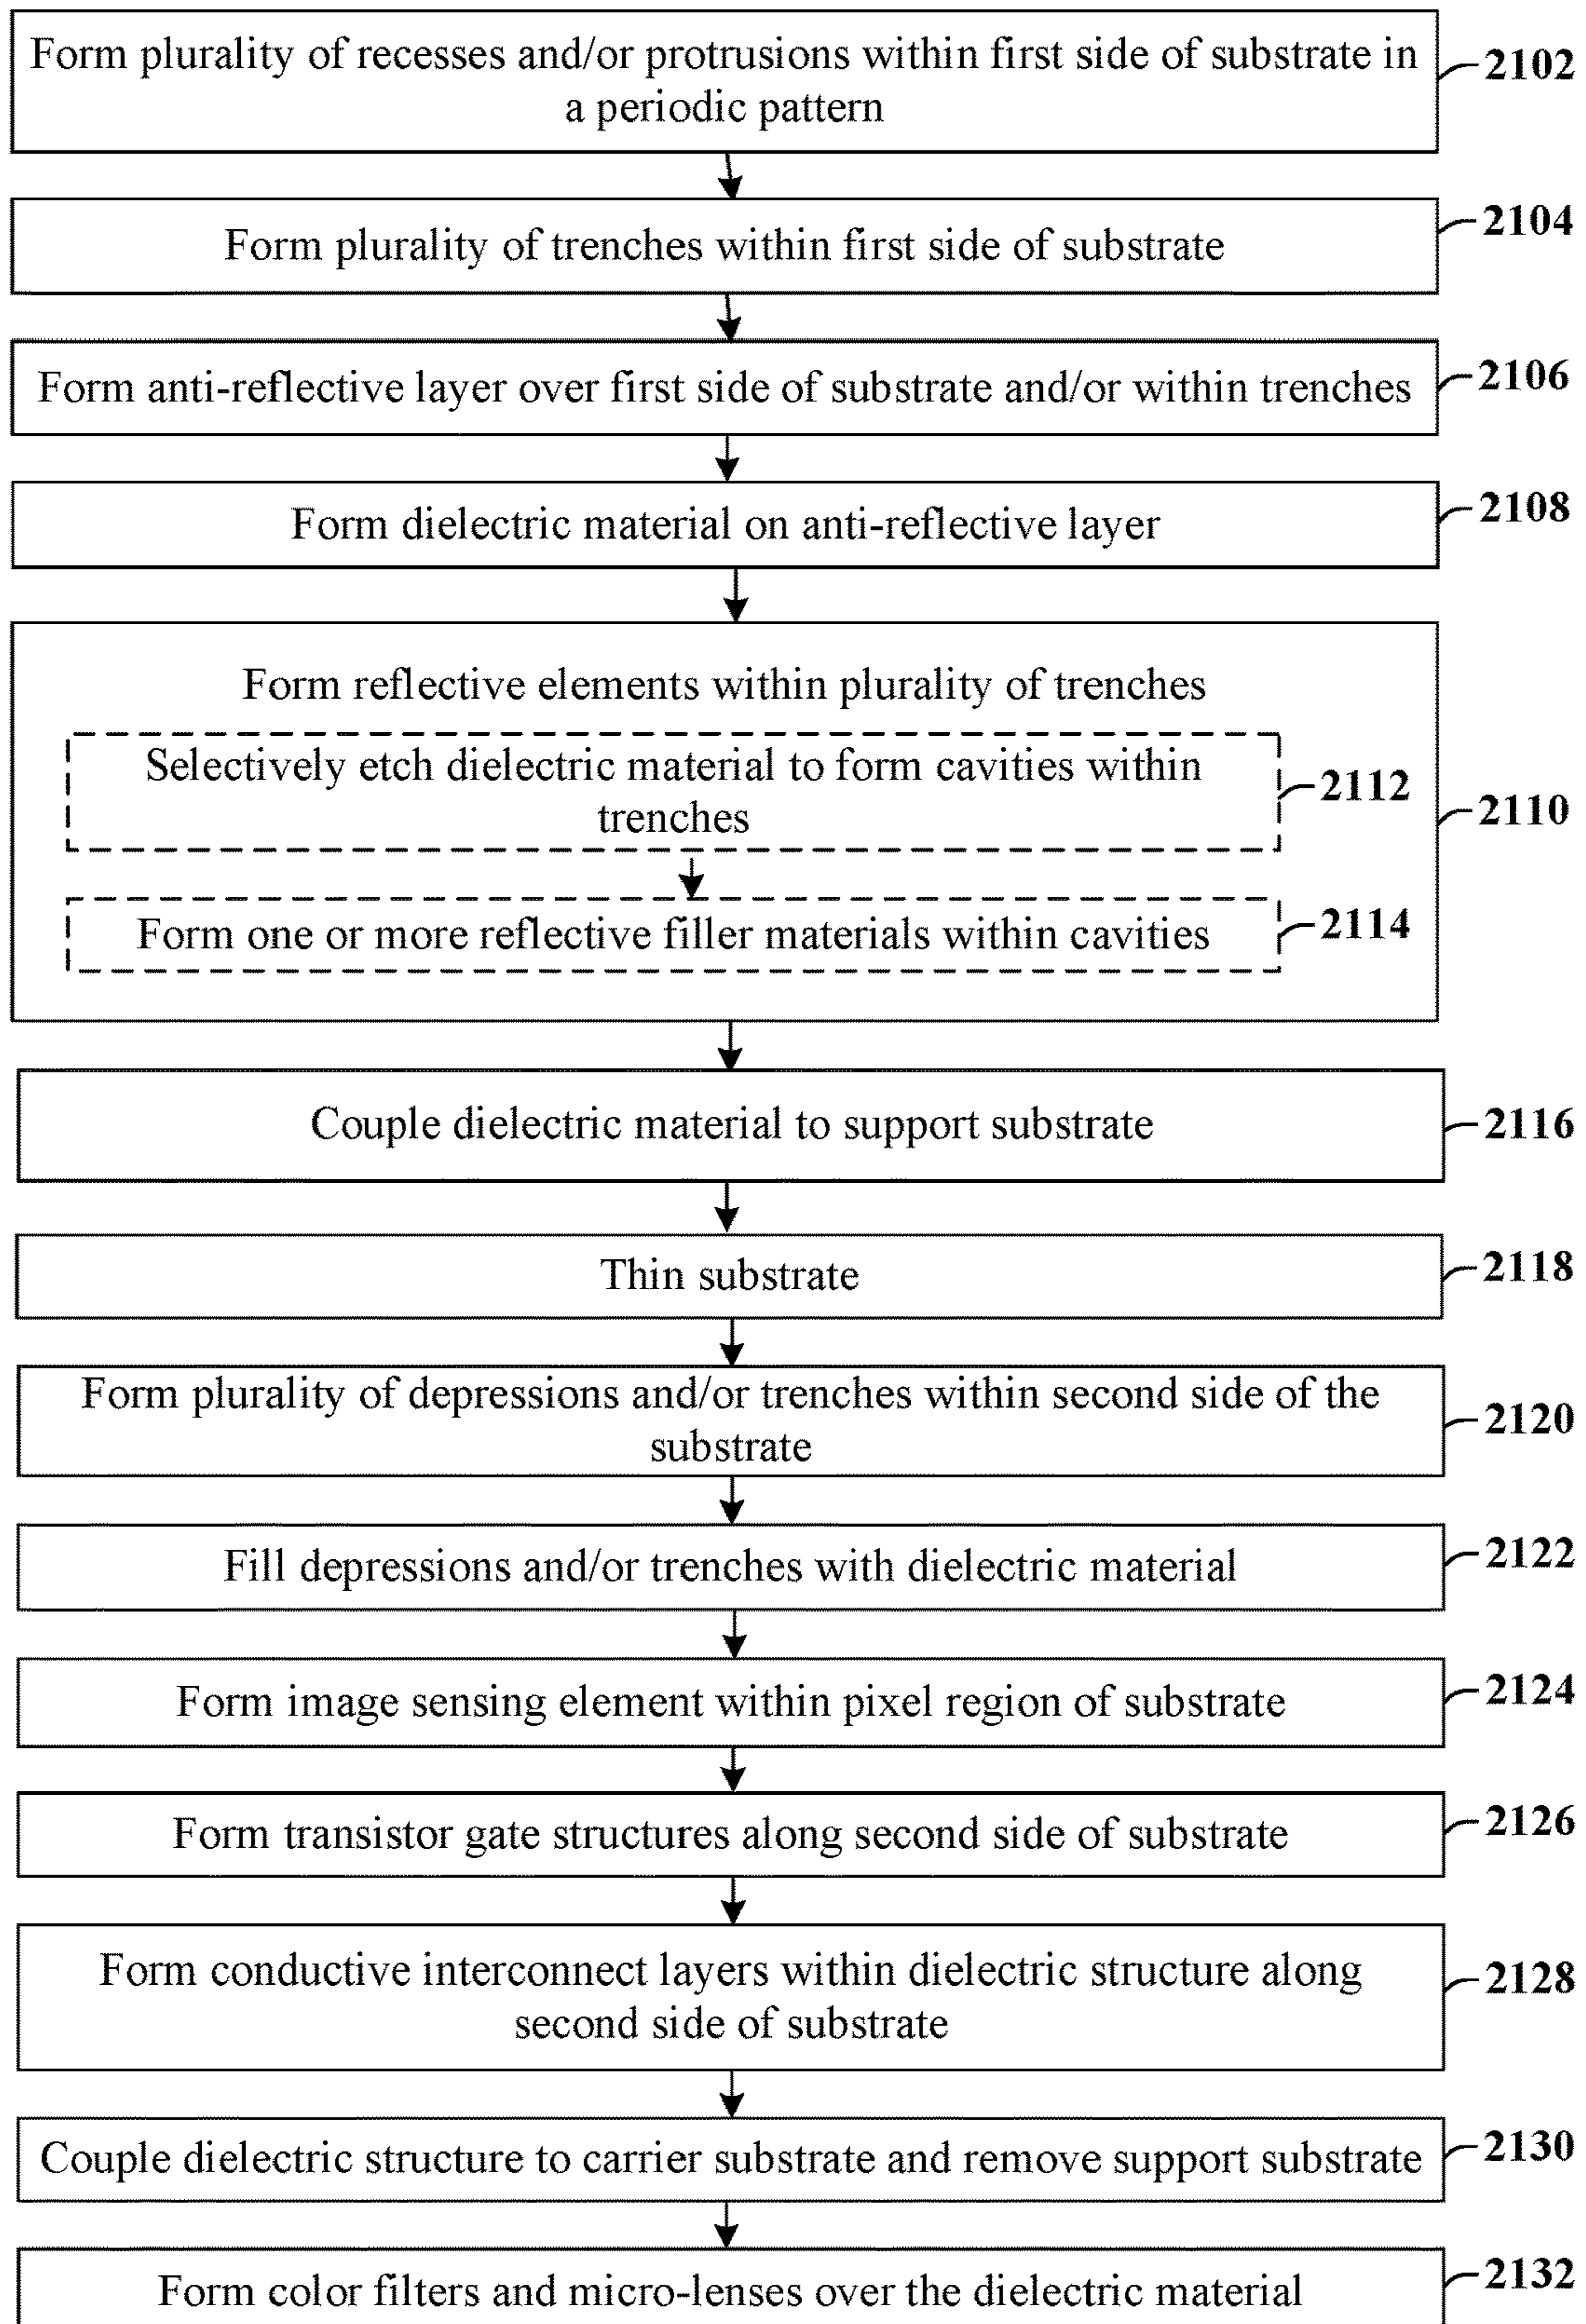 Form plurality of recesses and/or protrusions within first side of substrate in
a periodic pattern
2102
Form plurality of trenches within first side of substrate
2104
Form anti-reflective layer over first side of substrate and/or within trenches
2106
Form dielectric material on anti-reflective layer
2108
Form reflective elements within plurality of trenches
Selectively etch dielectric material to form cavities within
trenches
2112
2110
Form one or more reflective filler materials within cavities
2114
Couple dielectric material to support substrate
2116
Thin substrate
2118
Form plurality of depressions and/or trenches within second side of the
substrate
2120
Fill depressions and/or trenches with dielectric material
2122
Form image sensing element within pixel region of substrate
2124
Form transistor gate structures along second side of substrate
2126
Form conductive interconnect layers within dielectric structure along
second side of substrate
2128
Couple dielectric structure to carrier substrate and remove support substrate
2130
Form color filters and micro-lenses over the dielectric material
2132